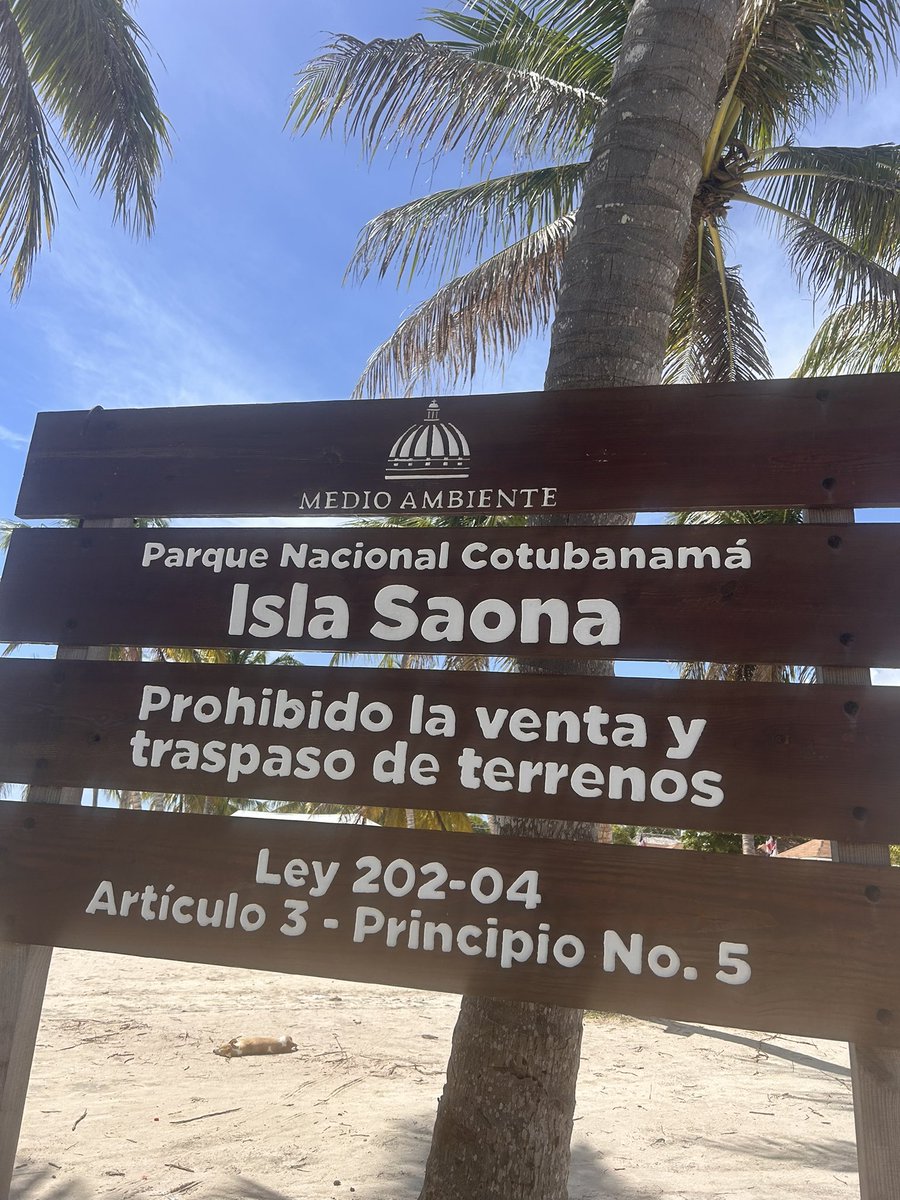 MEDIO AMBIENTE
Parque Nacional Cotubanamá
Isla Saona
Prohibido la venta y
traspaso de terrenos
Ley 202-04
Artículo 3 - Principio No. 5